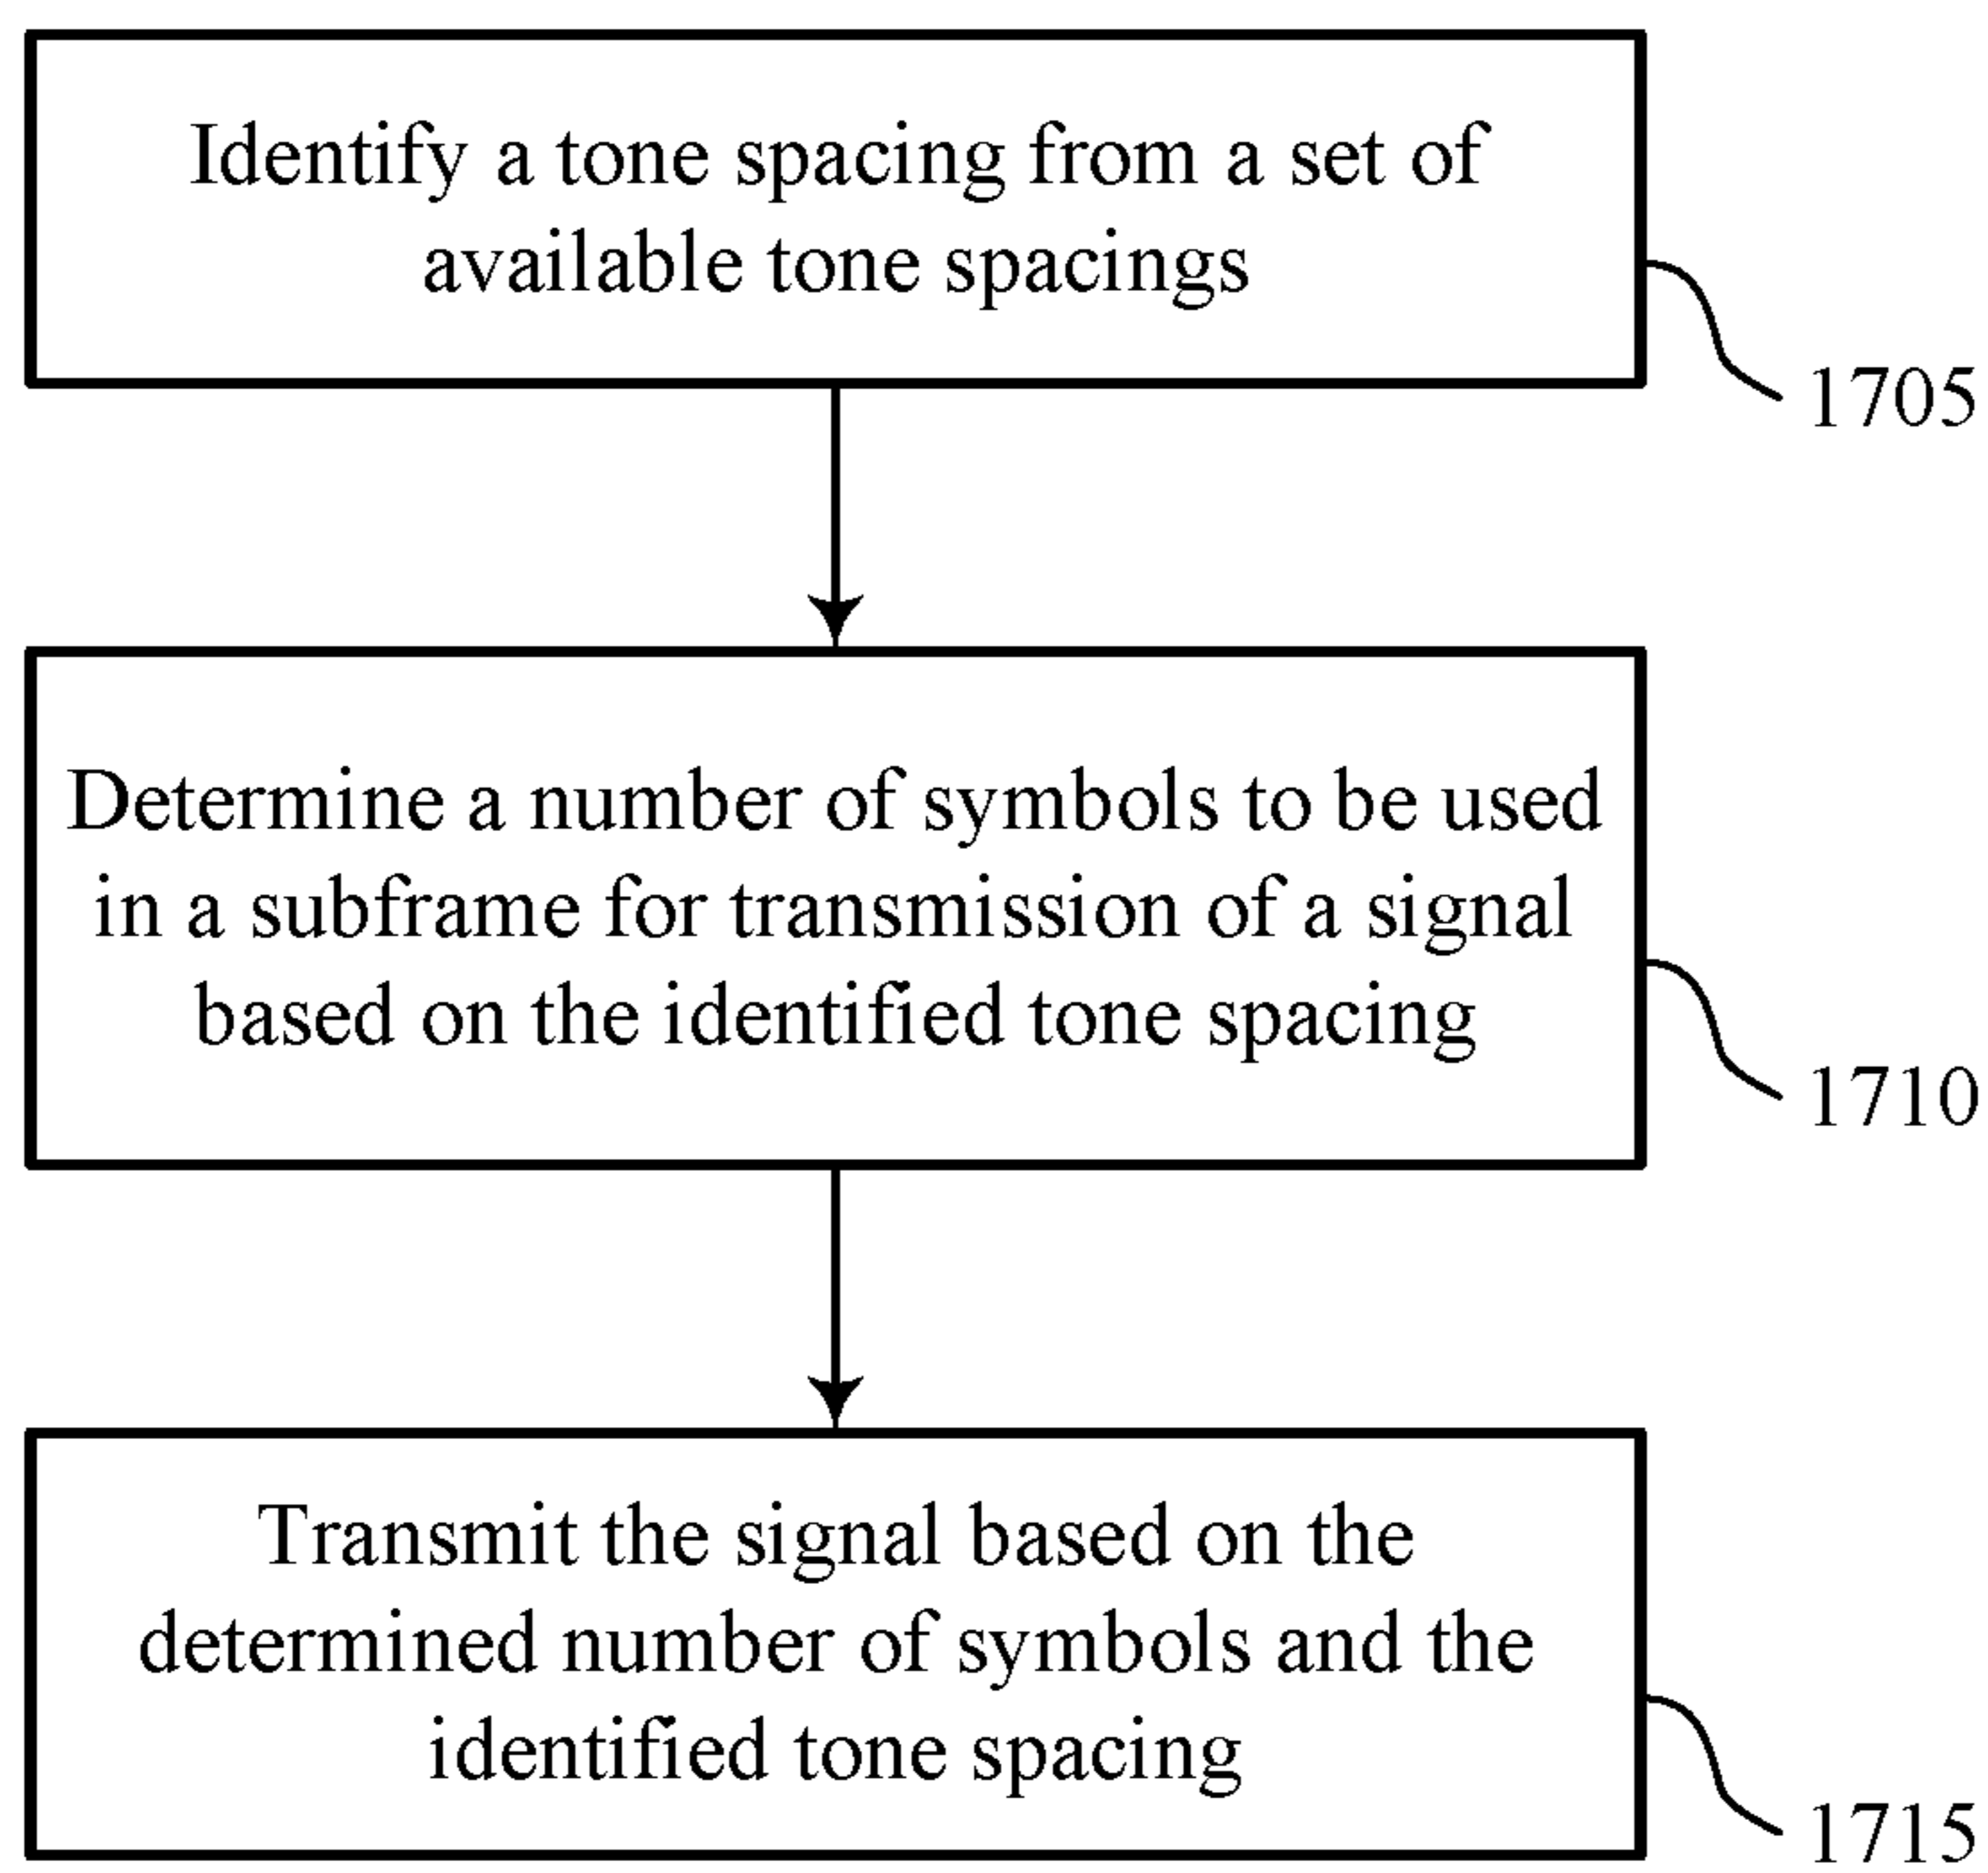 Identify a tone spacing from a set of
available tone spacings
1705
Determine a number of symbols to be used
in a subframe for transmission of a signal
based on the identified tone spacing
1710
Transmit the signal based on the
determined number of symbols and the
identified tone spacing
1715